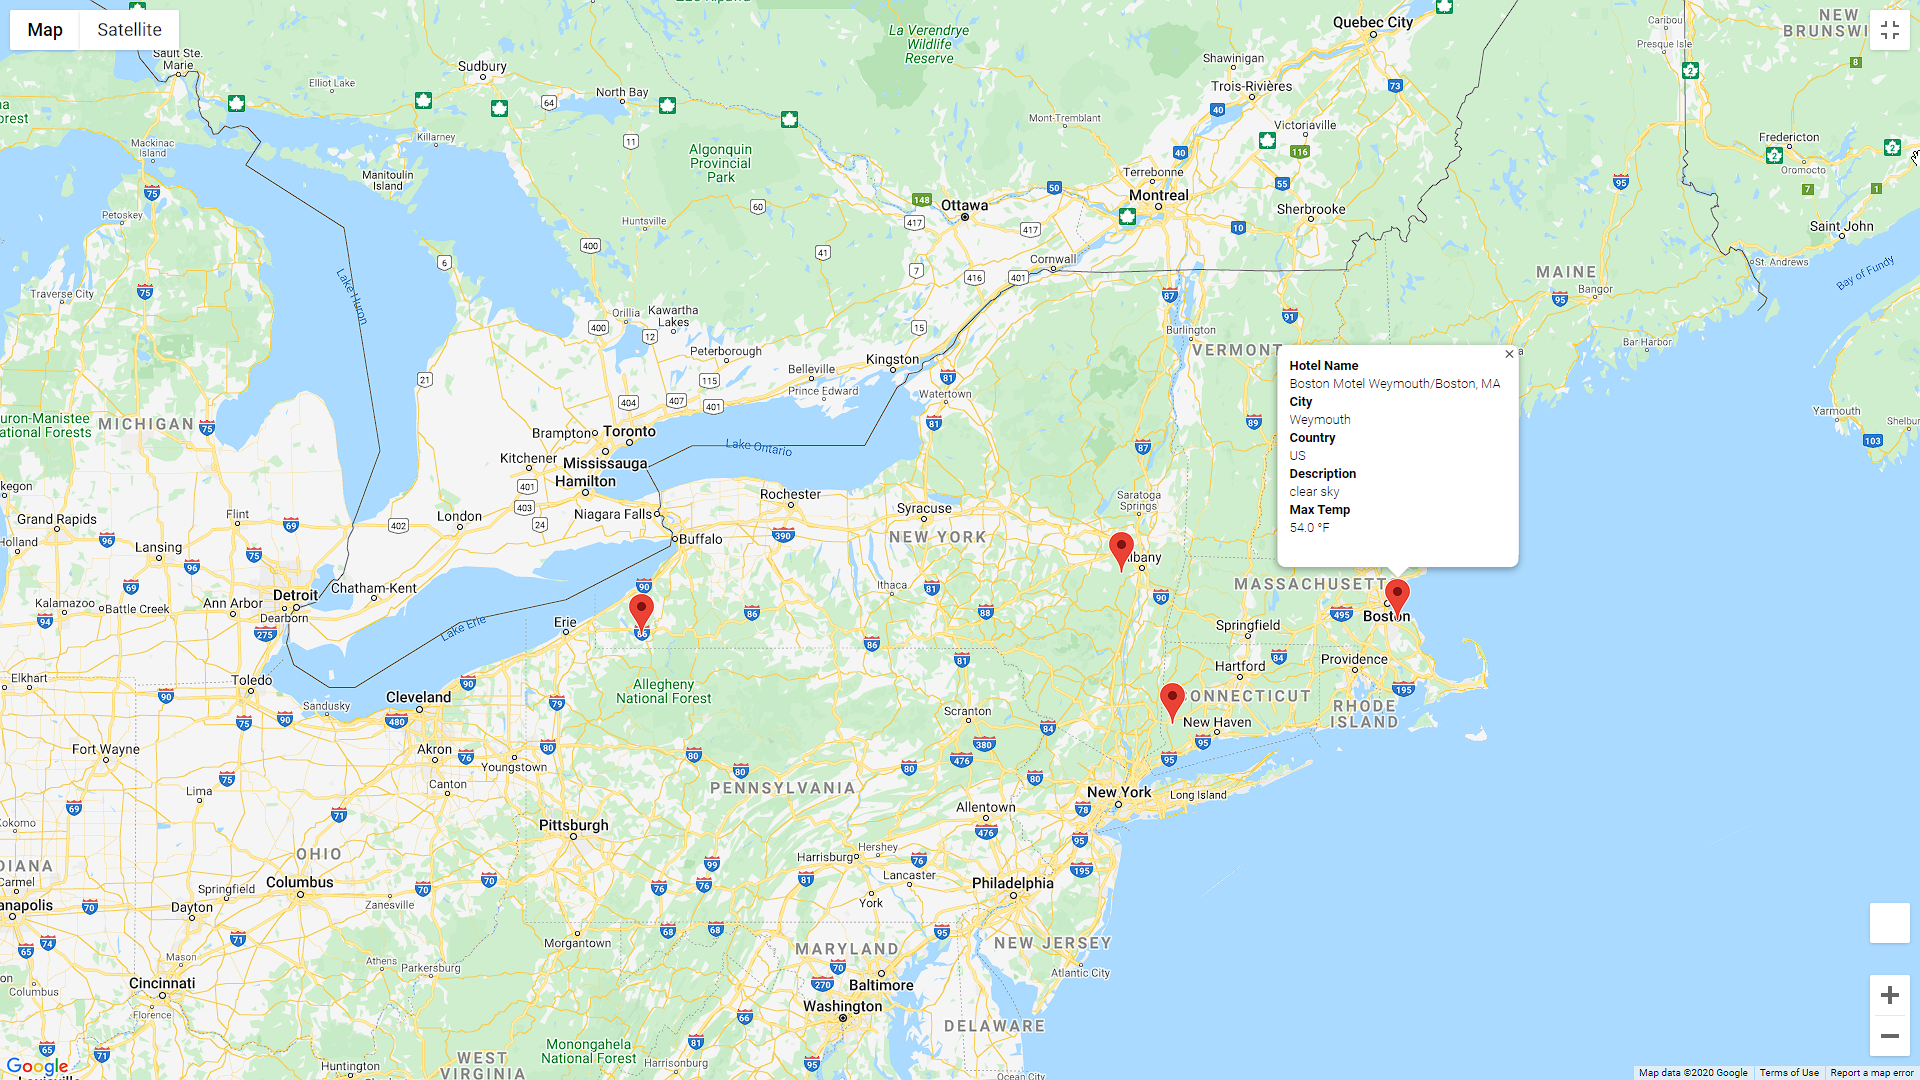 Map
Satellite
La Verendrye
Wildlife
Reserve
Quebec City
NEW
BRUNSWI
Caribou
Presque Isle
Sault Ste.
Marie
Sudbury
Elliot Lake
North Bay
Shawinigan
Trois-Rivières
Mont-Tremblant
Victoriaville
Fredericton
Oromocto
Killarney
Mackinac
Island
Manitoulin
Island
Algonquin
Provincial
Park
Terrebonne
Montreal
Sherbrooke
Ottawa
Huntsville
Petoskey
Saint John
St. Andrews
Bay of Fundy
Cornwall
MAINE
Bangor
Traverse City
Lake Huron
Orillia
Kawartha
Lakes
Burlington
VERMONT
Bar Harbor
Peterborough
Kingston
Belleville
Prince Edward
Watertown
Yarmouth
Shelbur
Hotel Name
Boston Motel Weymouth/Boston, MA
City
Weymouth
Country
US
Description
clear sky
Max Temp
54.0 °F
uron-Manistee
ational Forests
MICHIGAN
Brampton
Toronto
Lake Ontario
Kitchener
Mississauga
Hamilton
Rochester
Saratoga
Springs
Syracuse
Niagara Falls
London
NEW YORK
Buffalo
kegon
Grand Rapids
Flint
Holland
Lansing
Albany
Ithaca
MASSACHUSETT
Boston
Chatham-Kent
Detroit
Ann Arbor
Dearborn
Kalamazoo
Battle Creek
Lake Erie
Erie
Springfield
Hartford
Providence
Elkhart
Toledo
Allegheny
National Forest
CONNECTICUT
RHODE
ISLAND
Cleveland
Sandusky
Scranton
New Haven
Fort Wayne
Akron
Youngstown
Canton
Lima
PENNSYLVANIA
Allentown
New York
Long Island
Kokomo
Pittsburgh
OHIO
Hershey
Harrisburg
Lancaster
York
Philadelphia
DIANA
Carmel
anapolis
Springfield
Columbus
Dayton
Zanesville
Morgantown
MARYLAND
NEW JERSEY
Atlantic City
Mason
Athens
Parkersburg
Columbus
Cincinnati
Florence
Baltimore
Washington
DELAWARE
Monongahela
National Forest
WEST
VIRGINIA
Huntington
Charleston
Harrisonburg
Ocean City
Google
Map data ©2020 Google
Terms of Use
Report a map error